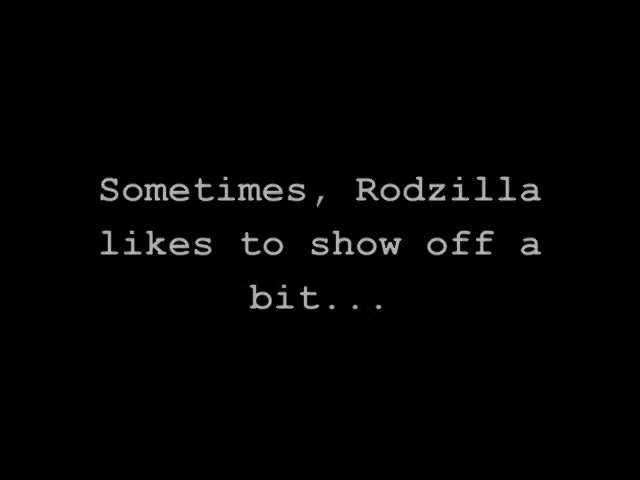 Sometimes, Rodzilla
likes to show off a
bit...